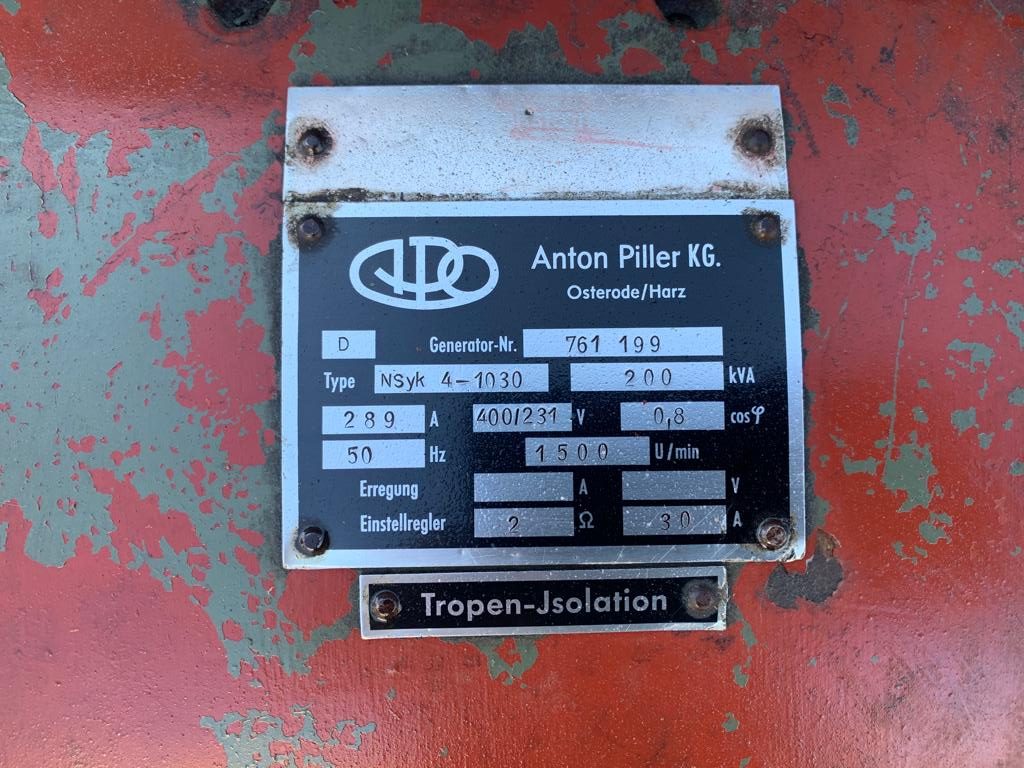 APO Anton Piller KG.
Osterode/Harz
D Generator-Nr. 761 199
Type NSyk 4-1030 200 kVA
289 A 400/231 V 0,8 cos φ
50 Hz 1500 U/min
Erregung A V
Einstellregler 2 Ω 30 A
Tropen-Jsolation